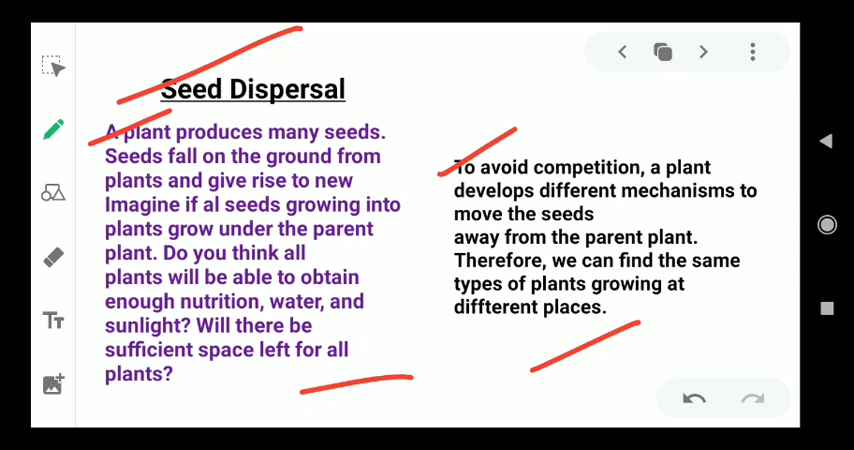 Seed Dispersal
A plant produces many seeds.
Seeds fall on the ground from
plants and give rise to new
Imagine if al seeds growing into
plants grow under the parent
plant. Do you think all
plants will be able to obtain
enough nutrition, water, and
sunlight? Will there be
sufficient space left for all
plants?
To avoid competition, a plant
develops different mechanisms to
move the seeds
away from the parent plant.
Therefore, we can find the same
types of plants growing at
diffterent places.
TT